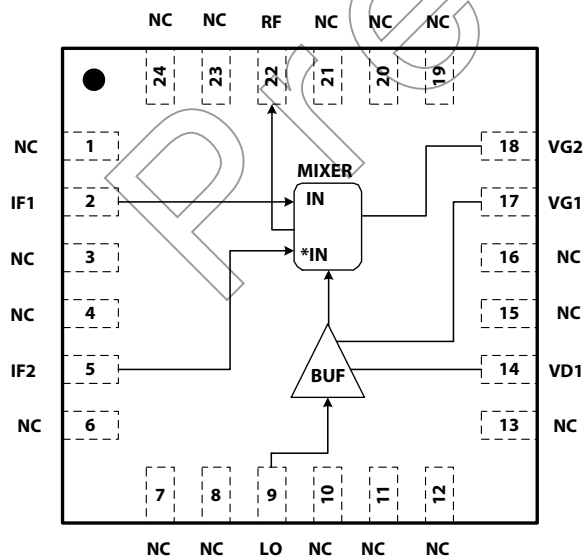 NC NC RF NC NC NC
24 23 22 21 20 19
NC 1 18 VG2
MIXER
IF1 2 IN 17 VG1
NC 3 *IN 16 NC
NC 4 15 NC
IF2 5 BUF 14 VD1
NC 6 13 NC
7 8 9 10 11 12
NC NC LO NC NC NC
Pre